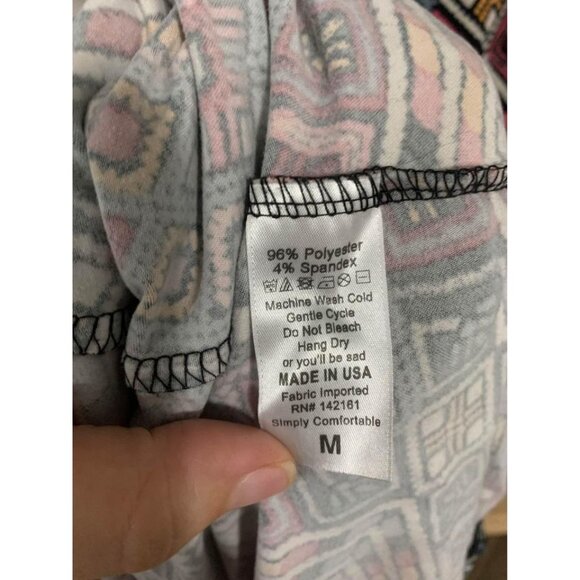 96% Polyester
4% Spandex
Machine Wash Cold
Gentle Cycle
Do Not Bleach
Hang Dry
or you'll be sad
MADE IN USA
Fabric Imported
RN# 142161
Simply Comfortable
M